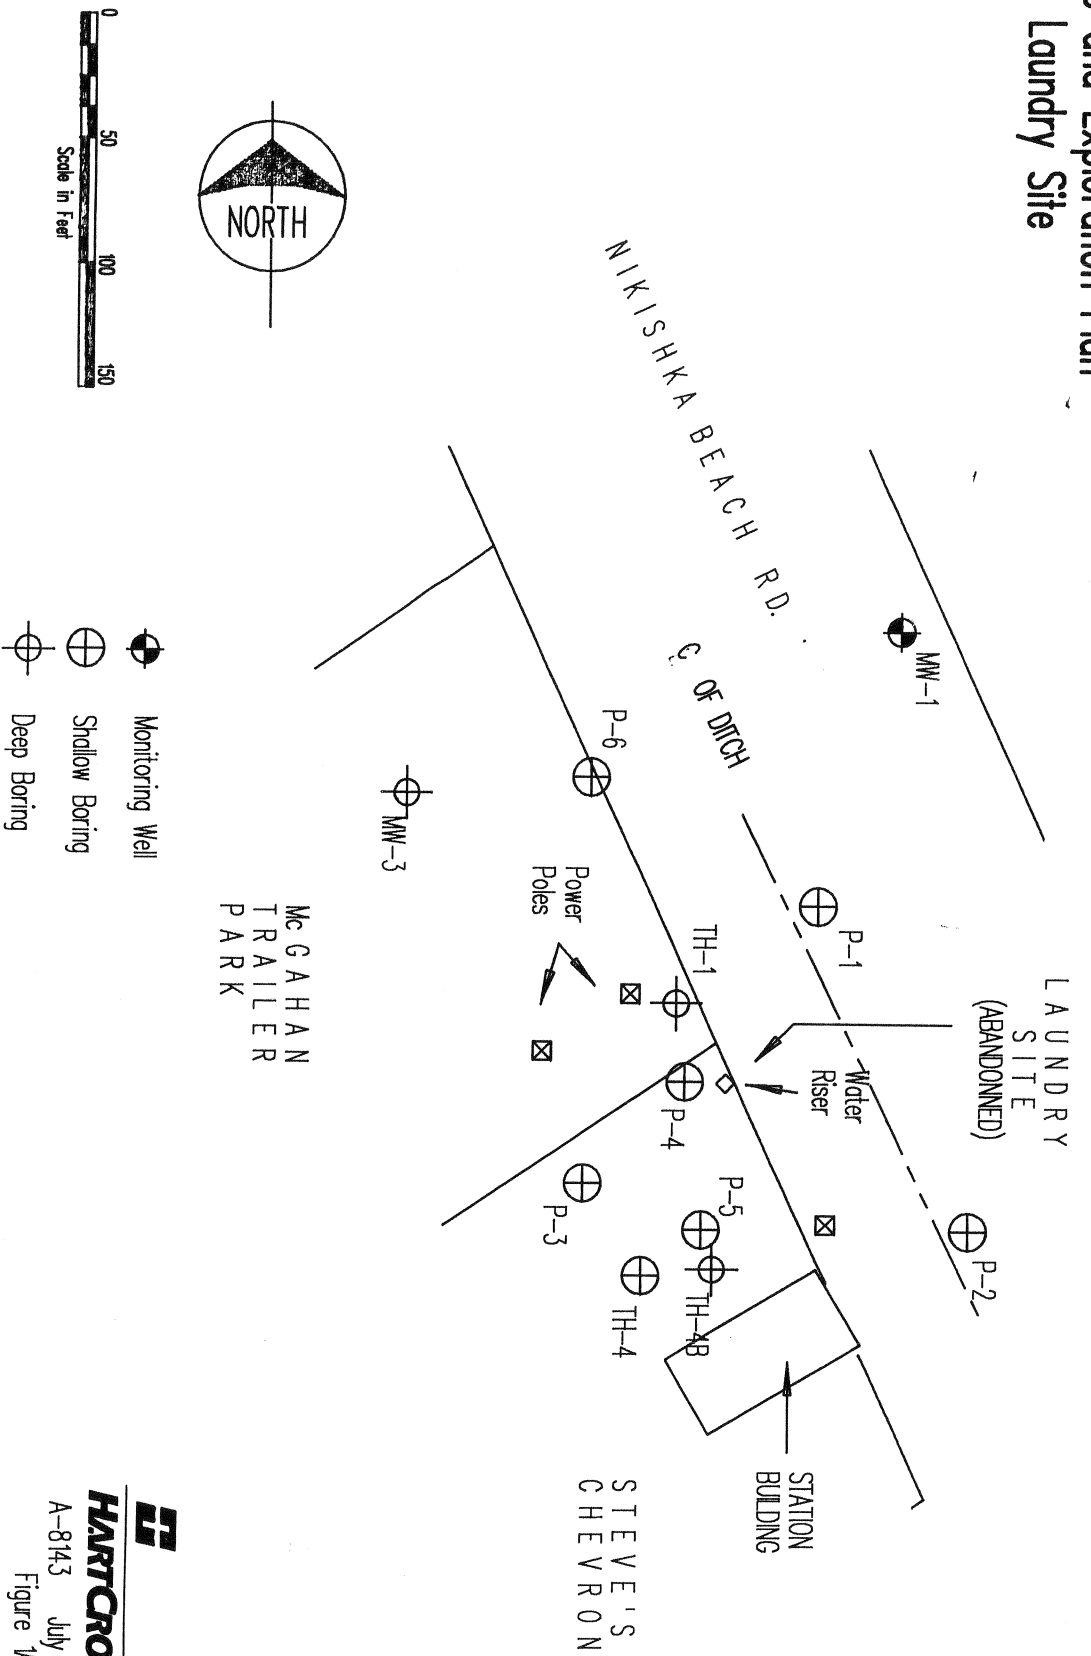 Laundry Site
LAUNDRY
SITE
(ABANDONNED)
MW-1
P-1
P-2
NIKISHKA BEACH RD.
OF DITCH
Water
Riser
STATION
BUILDING
P-6
TH-1
P-4
P-5
TH-4B
P-3
TH-4
Power
Poles
MW-3
STEVE'S
CHEVRON
McGAHAN
TRAILER
PARK
NORTH
0 50 100 150
Scale in Feet
Monitoring Well
Shallow Boring
Deep Boring
A-8143 July
Figure